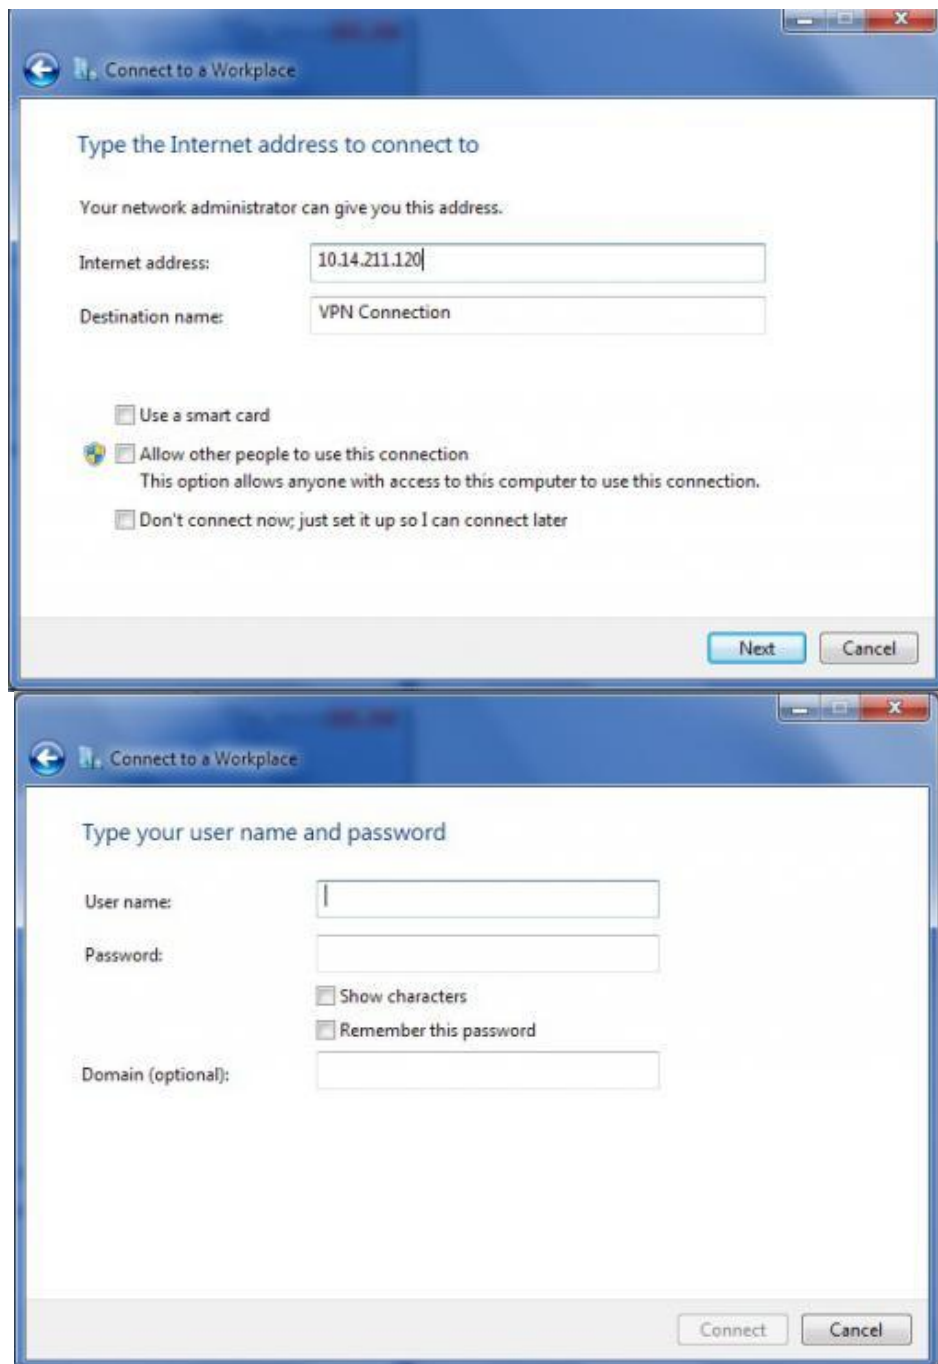 Connect to a Workplace
Type the Internet address to connect to
Your network administrator can give you this address.
Internet address: 10.14.211.120
Destination name: VPN Connection
Use a smart card
Allow other people to use this connection
This option allows anyone with access to this computer to use this connection.
Don't connect now; just set it up so I can connect later
Next Cancel
Connect to a Workplace
Type your user name and password
User name:
Password:
Show characters
Remember this password
Domain (optional):
Connect Cancel